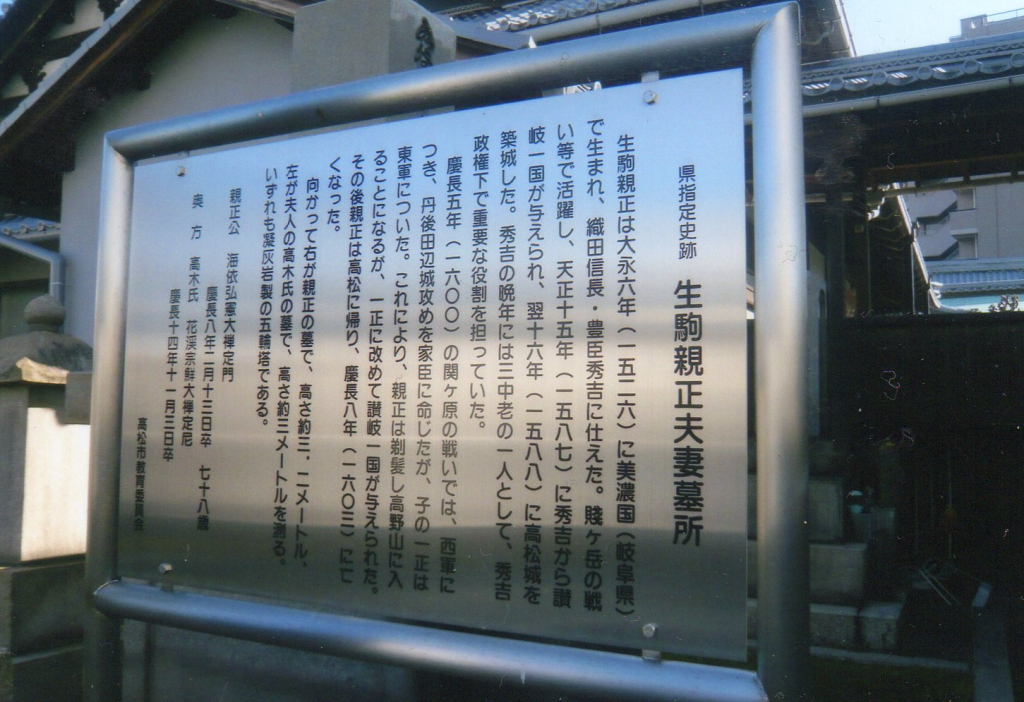 県指定史跡 生駒親正夫妻墓所
生駒親正は大永六年（一五二六）に美濃国（岐阜県）
で生まれ、織田信長・豊臣秀吉に仕えた。賤ヶ岳の戦
い等で活躍し、天正十五年（一五八七）に秀吉から讃
岐一国が与えられ、翌十六年（一五八八）に高松城を
築城した。秀吉の晩年には三中老の一人として、秀吉
政権下で重要な役割を担っていた。
慶長五年（一六〇〇）の関ヶ原の戦いでは、西軍に
つき、丹後田辺城攻めを家臣に命じたが、子の一正は
東軍についた。これにより、親正は剃髪し高野山に入
ることになるが、一正に改めて讃岐一国が与えられた。
その後親正は高松に帰り、慶長八年（一六〇三）に亡
くなった。
向かって右が親正の墓で、高さ約三．二メートル、
左が夫人の高木氏の墓で、高さ約三メートルを測る。
いずれも凝灰岩製の五輪塔である。
親正公 海依弘憲大禅定門
慶長八年二月十三日卒 七十八歳
奥方 高木氏 花渓宗鮮大禅定尼
慶長十四年十一月三日卒
高松市教育委員会